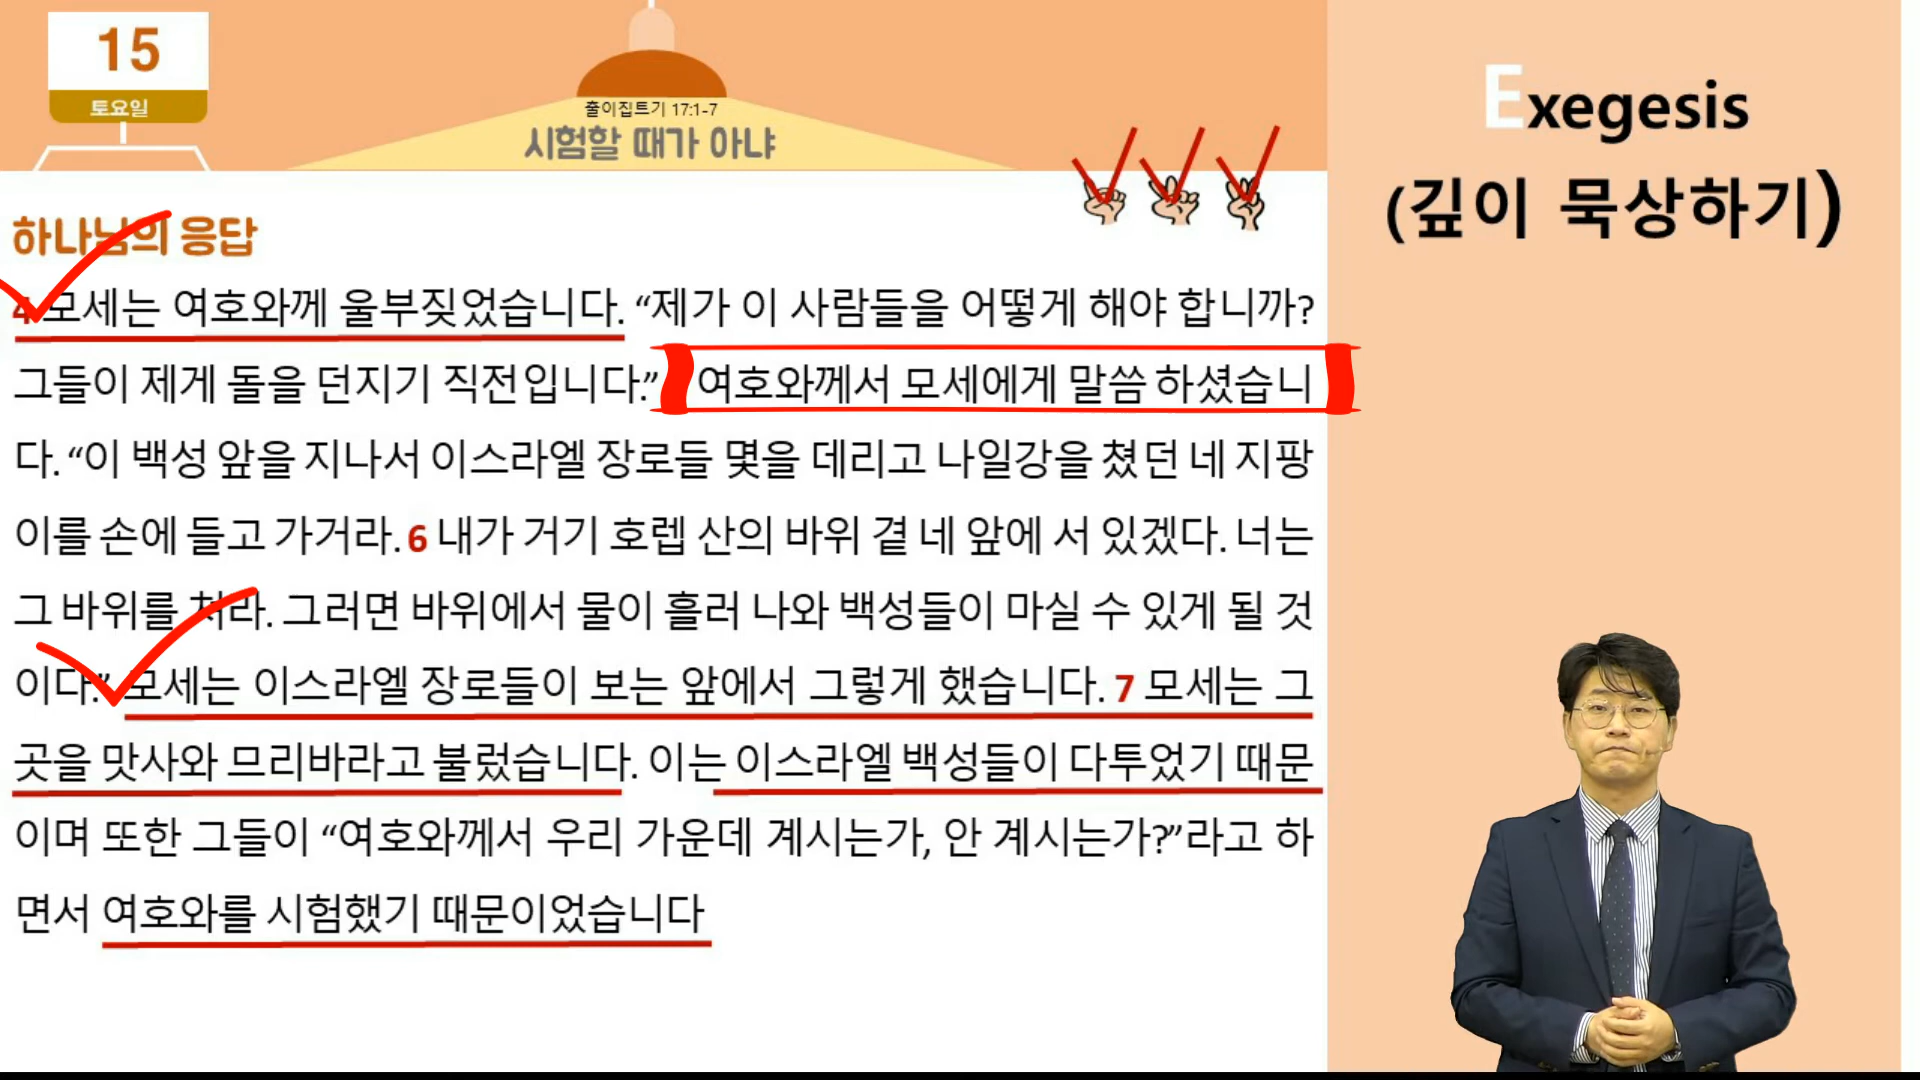 15
토요일
출이집트기 17:1-7
시험할 때가 아냐
Exegesis
(깊이 묵상하기)
하나님의 응답
4 모세는 여호와께 울부짖었습니다. “제가 이 사람들을 어떻게 해야 합니까?
그들이 제게 돌을 던지기 직전입니다.” 여호와께서 모세에게 말씀 하셨습니
다. “이 백성 앞을 지나서 이스라엘 장로들 몇을 데리고 나일강을 쳤던 네 지팡
이를 손에 들고 가거라. 6 내가 거기 호렙 산의 바위 곁 네 앞에 서 있겠다. 너는
그 바위를 쳐라. 그러면 바위에서 물이 흘러 나와 백성들이 마실 수 있게 될 것
이다.” 모세는 이스라엘 장로들이 보는 앞에서 그렇게 했습니다. 7 모세는 그
곳을 맛사와 므리바라고 불렀습니다. 이는 이스라엘 백성들이 다투었기 때문
이며 또한 그들이 “여호와께서 우리 가운데 계시는가, 안 계시는가?”라고 하
면서 여호와를 시험했기 때문이었습니다